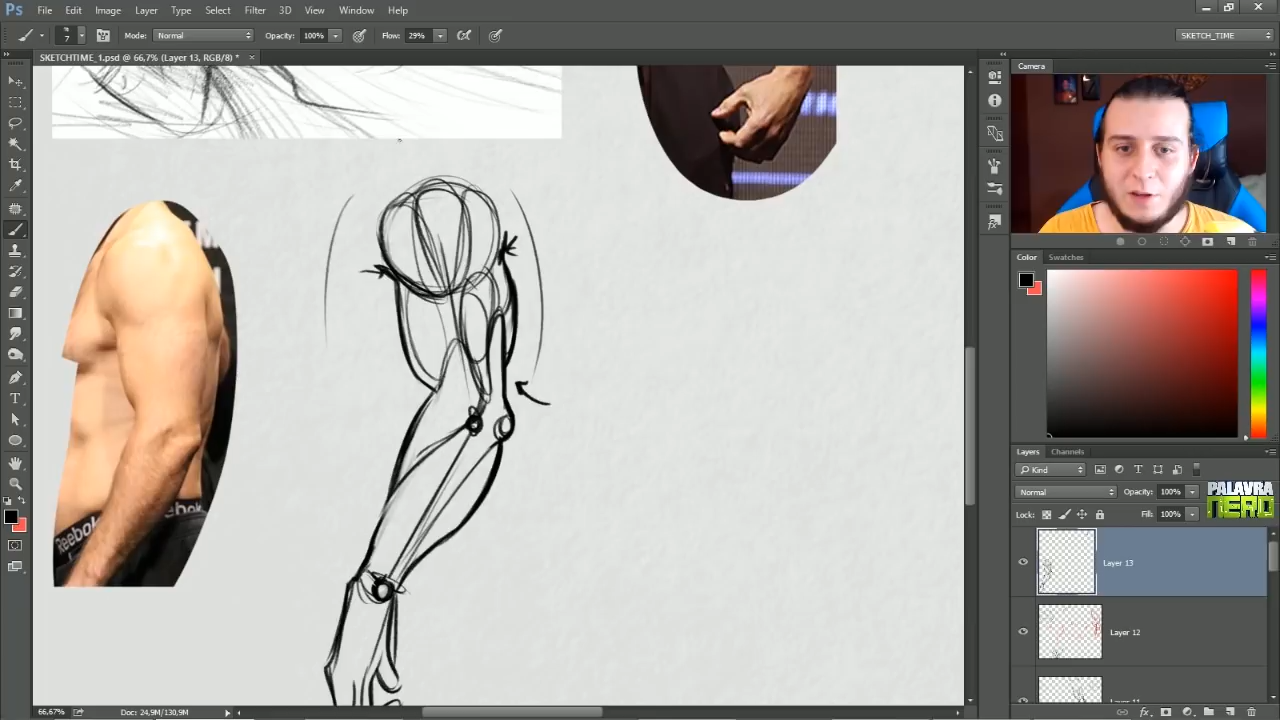 Ps File Edit Image Layer Type Select Filter 3D View Window Help
7 Mode: Normal Opacity: 100% Flow: 29% SKETCH_TIME
SKETCHTIME_1.psd @ 66,7% (Layer 13, RGB/8) * ×
Camera
Color Swatches
Layers Channels
Kind
Normal Opacity: 100%
Lock: Fill: 100%
PALAVRA
NERD
Layer 13
Layer 12
Reebok
Reebok
66,67% Doc: 24,9M/130,9M